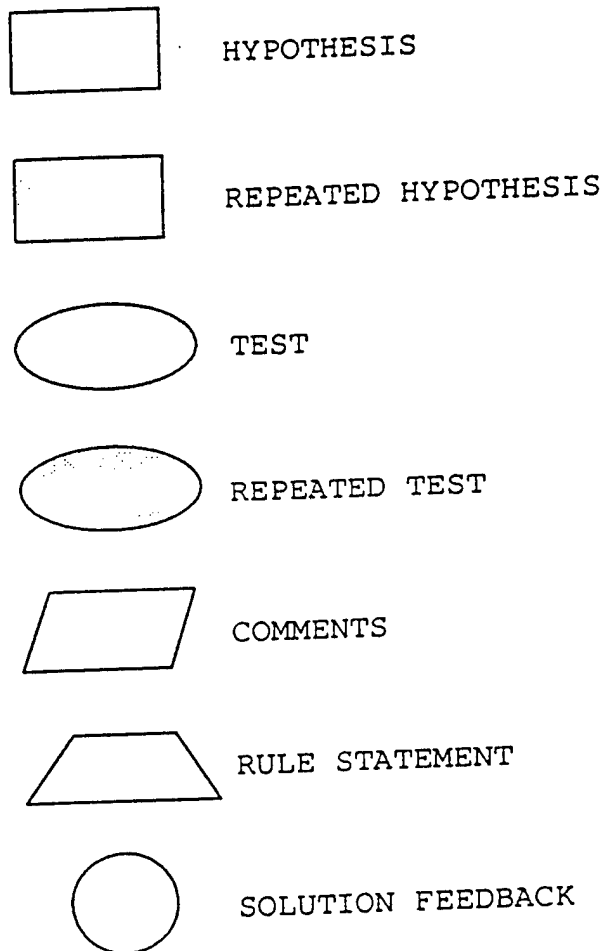 HYPOTHESIS
REPEATED HYPOTHESIS
TEST
REPEATED TEST
COMMENTS
RULE STATEMENT
SOLUTION FEEDBACK